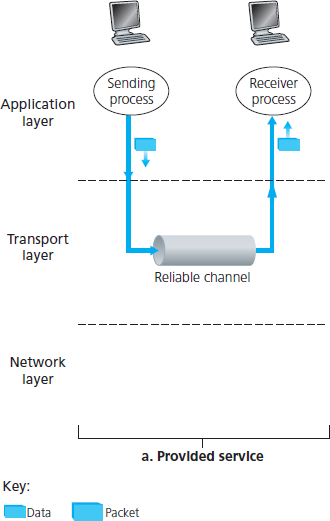 Sending
process
Receiver
process
Application
layer
Transport
layer
Reliable channel
Network
layer
a. Provided service
Key:
Data
Packet